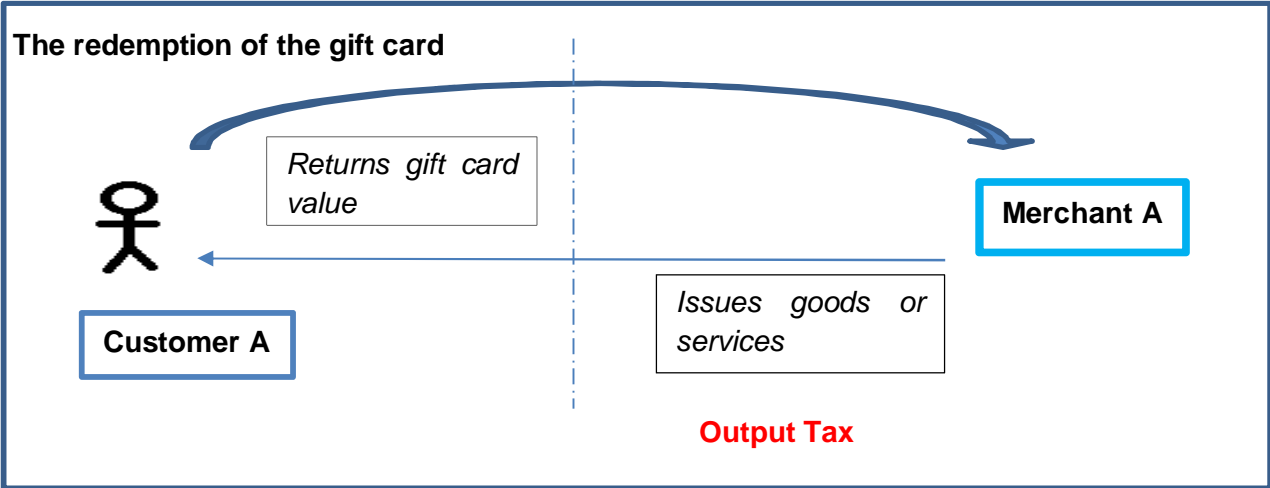 The redemption of the gift card
Returns gift card
value
Merchant A
Issues goods or
services
Customer A
Output Tax